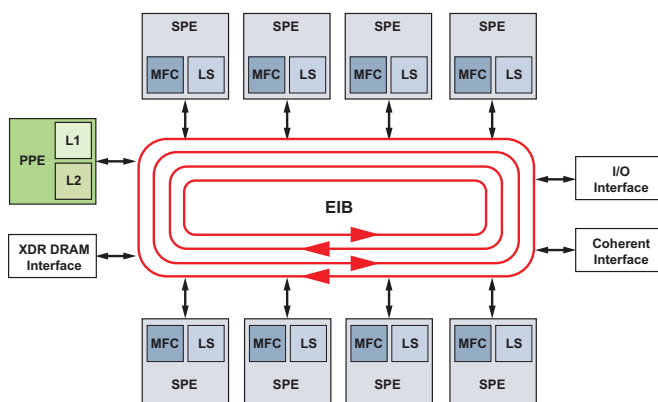 SPE SPE SPE SPE
MFC LS MFC LS MFC LS MFC LS
L1
PPE
L2
I/O
Interface
EIB
XDR DRAM
Interface
Coherent
Interface
MFC LS MFC LS MFC LS MFC LS
SPE SPE SPE SPE